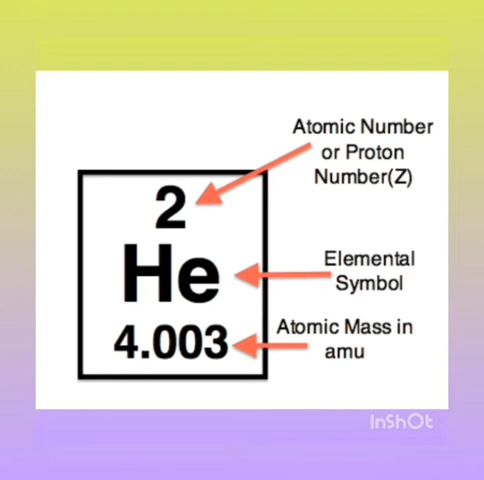 Atomic Number
or Proton
Number(Z)
2
He
Elemental
Symbol
4.003
Atomic Mass in
amu
InShOt